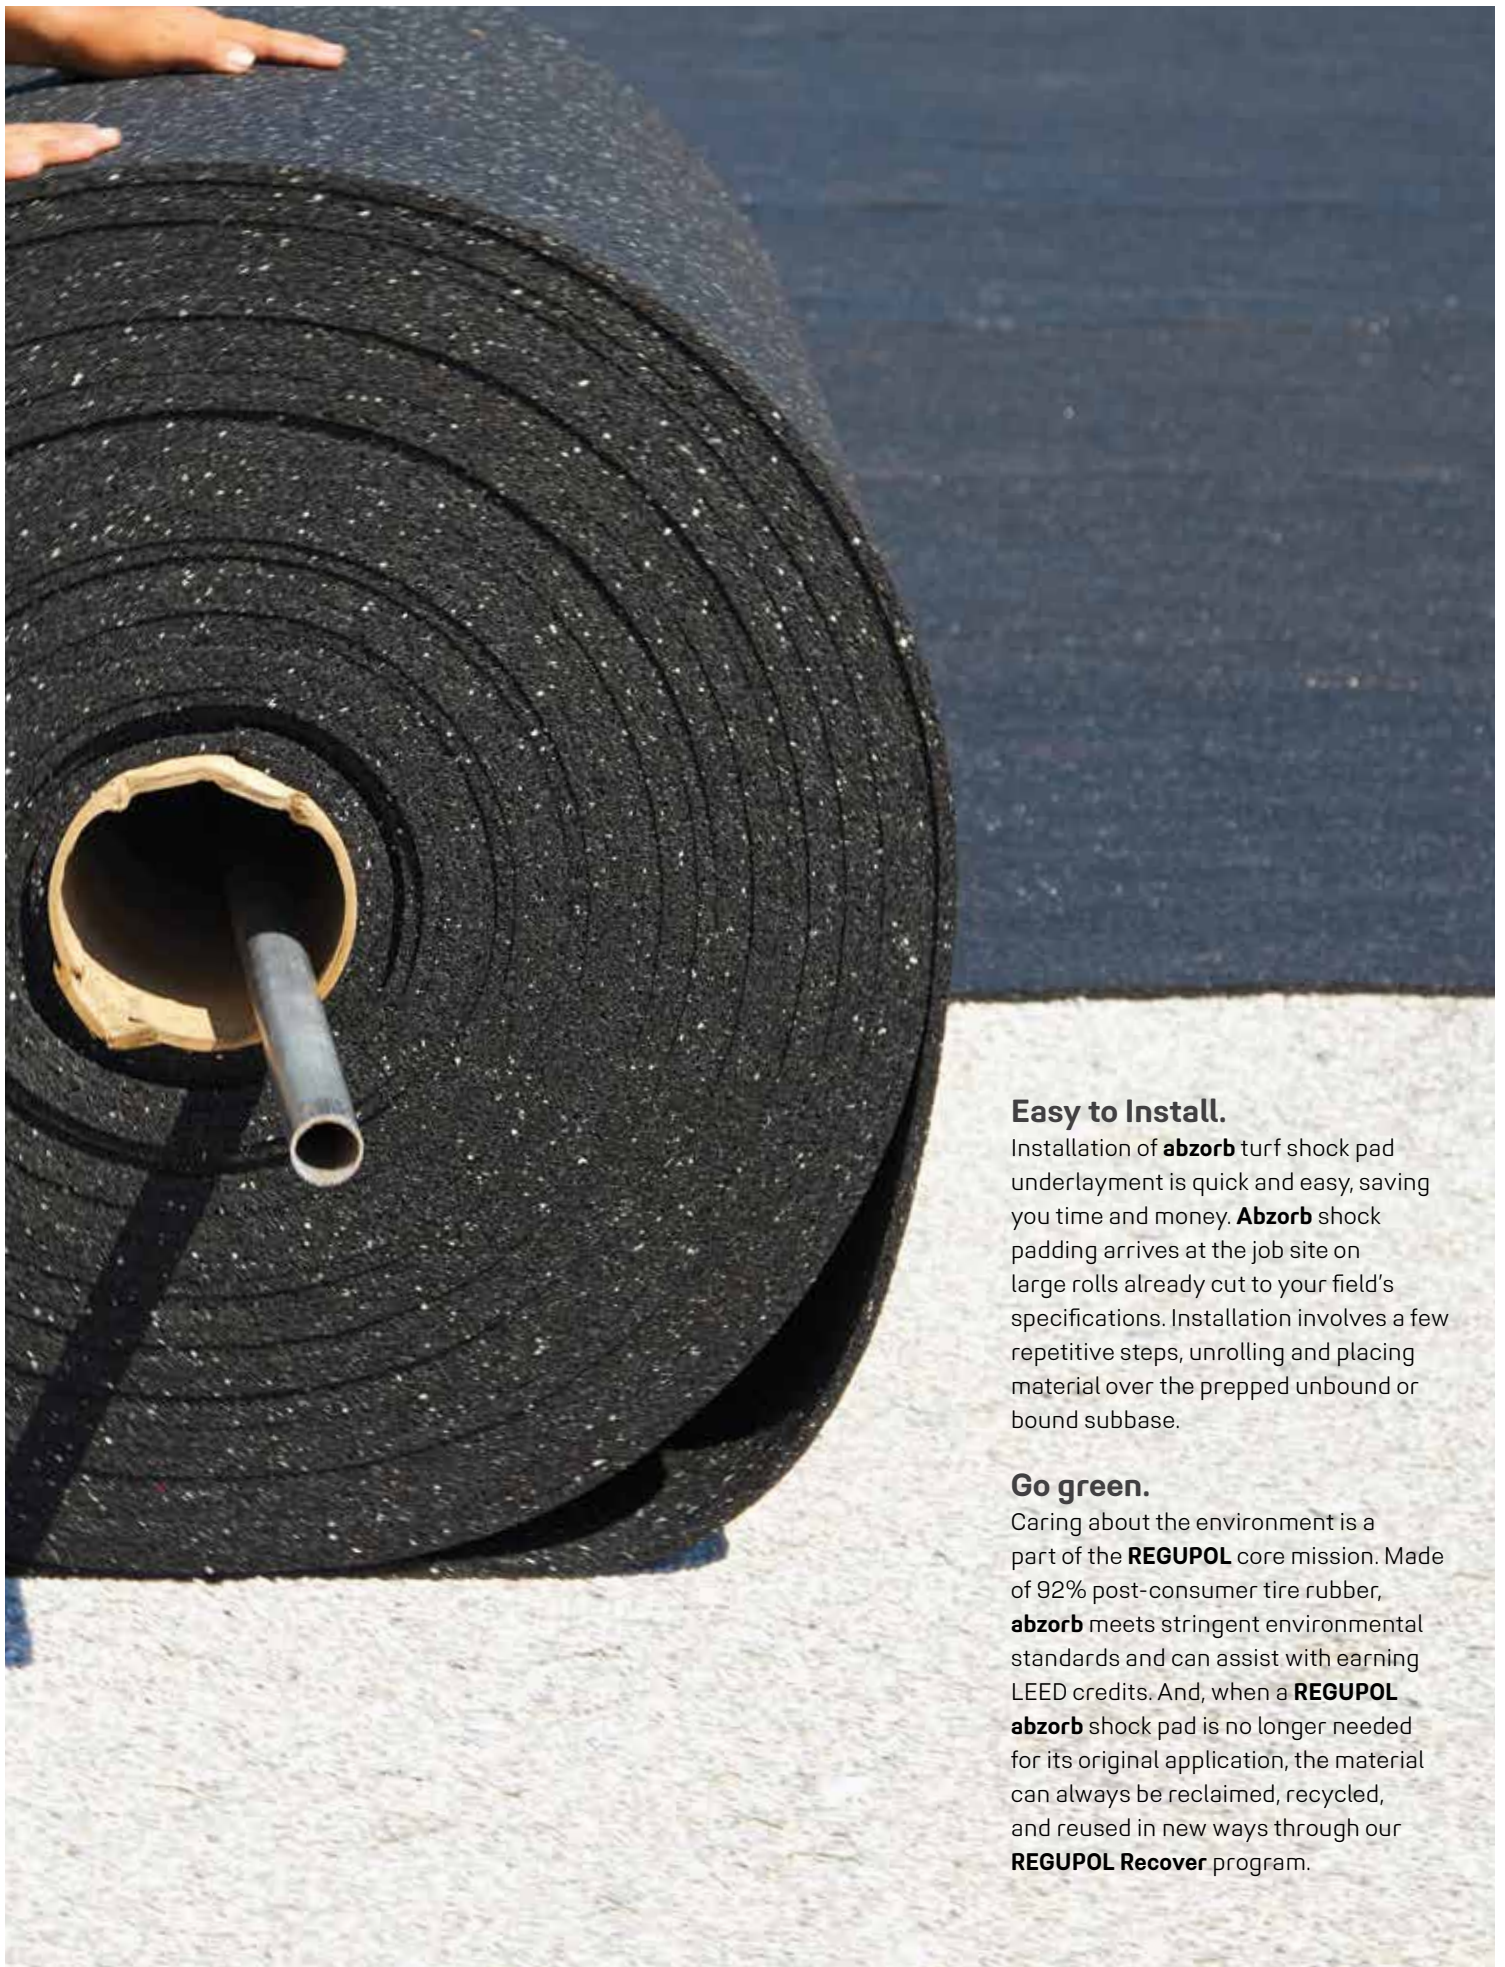 Easy to Install.
Installation of abzorb turf shock pad
underlayment is quick and easy, saving
you time and money. Abzorb shock
padding arrives at the job site on
large rolls already cut to your field's
specifications. Installation involves a few
repetitive steps, unrolling and placing
material over the prepped unbound or
bound subbase.
Go green.
Caring about the environment is a
part of the REGUPOL core mission. Made
of 92% post-consumer tire rubber,
abzorb meets stringent environmental
standards and can assist with earning
LEED credits. And, when a REGUPOL
abzorb shock pad is no longer needed
for its original application, the material
can always be reclaimed, recycled,
and reused in new ways through our
REGUPOL Recover program.